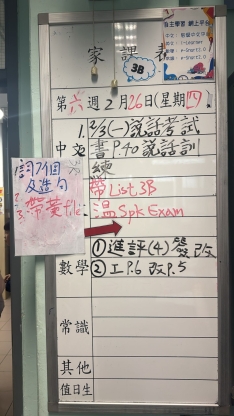 自主學習 網上平台
家課表
3B
第六週2月26日(星期四)
1. 2/3(一)說話考試
中文
書P.40說話訓
練
詞7個
及造句
帶黃file
帶List 3B
溫Spk Exam
數學
①進評(4)簽改
②工P.6 改P.5
常識
其他
值日生